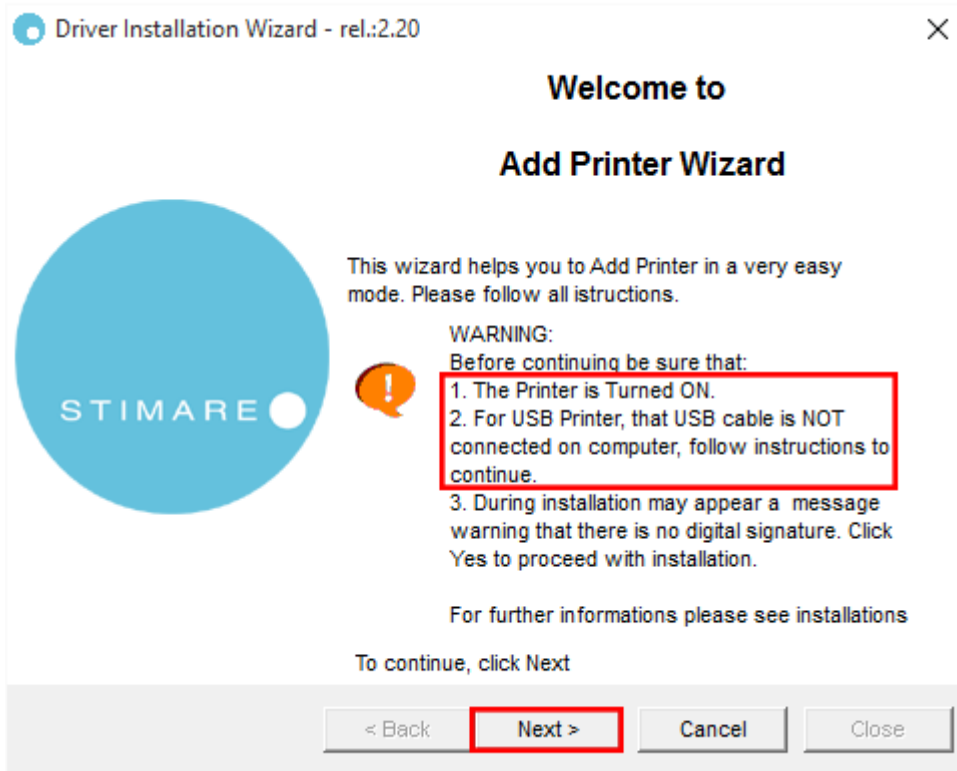 Driver Installation Wizard - rel.:2.20
Welcome to
Add Printer Wizard
This wizard helps you to Add Printer in a very easy
mode. Please follow all istructions.
WARNING:
Before continuing be sure that:
1. The Printer is Turned ON.
2. For USB Printer, that USB cable is NOT
connected on computer, follow instructions to
continue.
3. During installation may appear a  message
warning that there is no digital signature. Click
Yes to proceed with installation.
For further informations please see installations
To continue, click Next
STIMARE
< Back
Next >
Cancel
Close